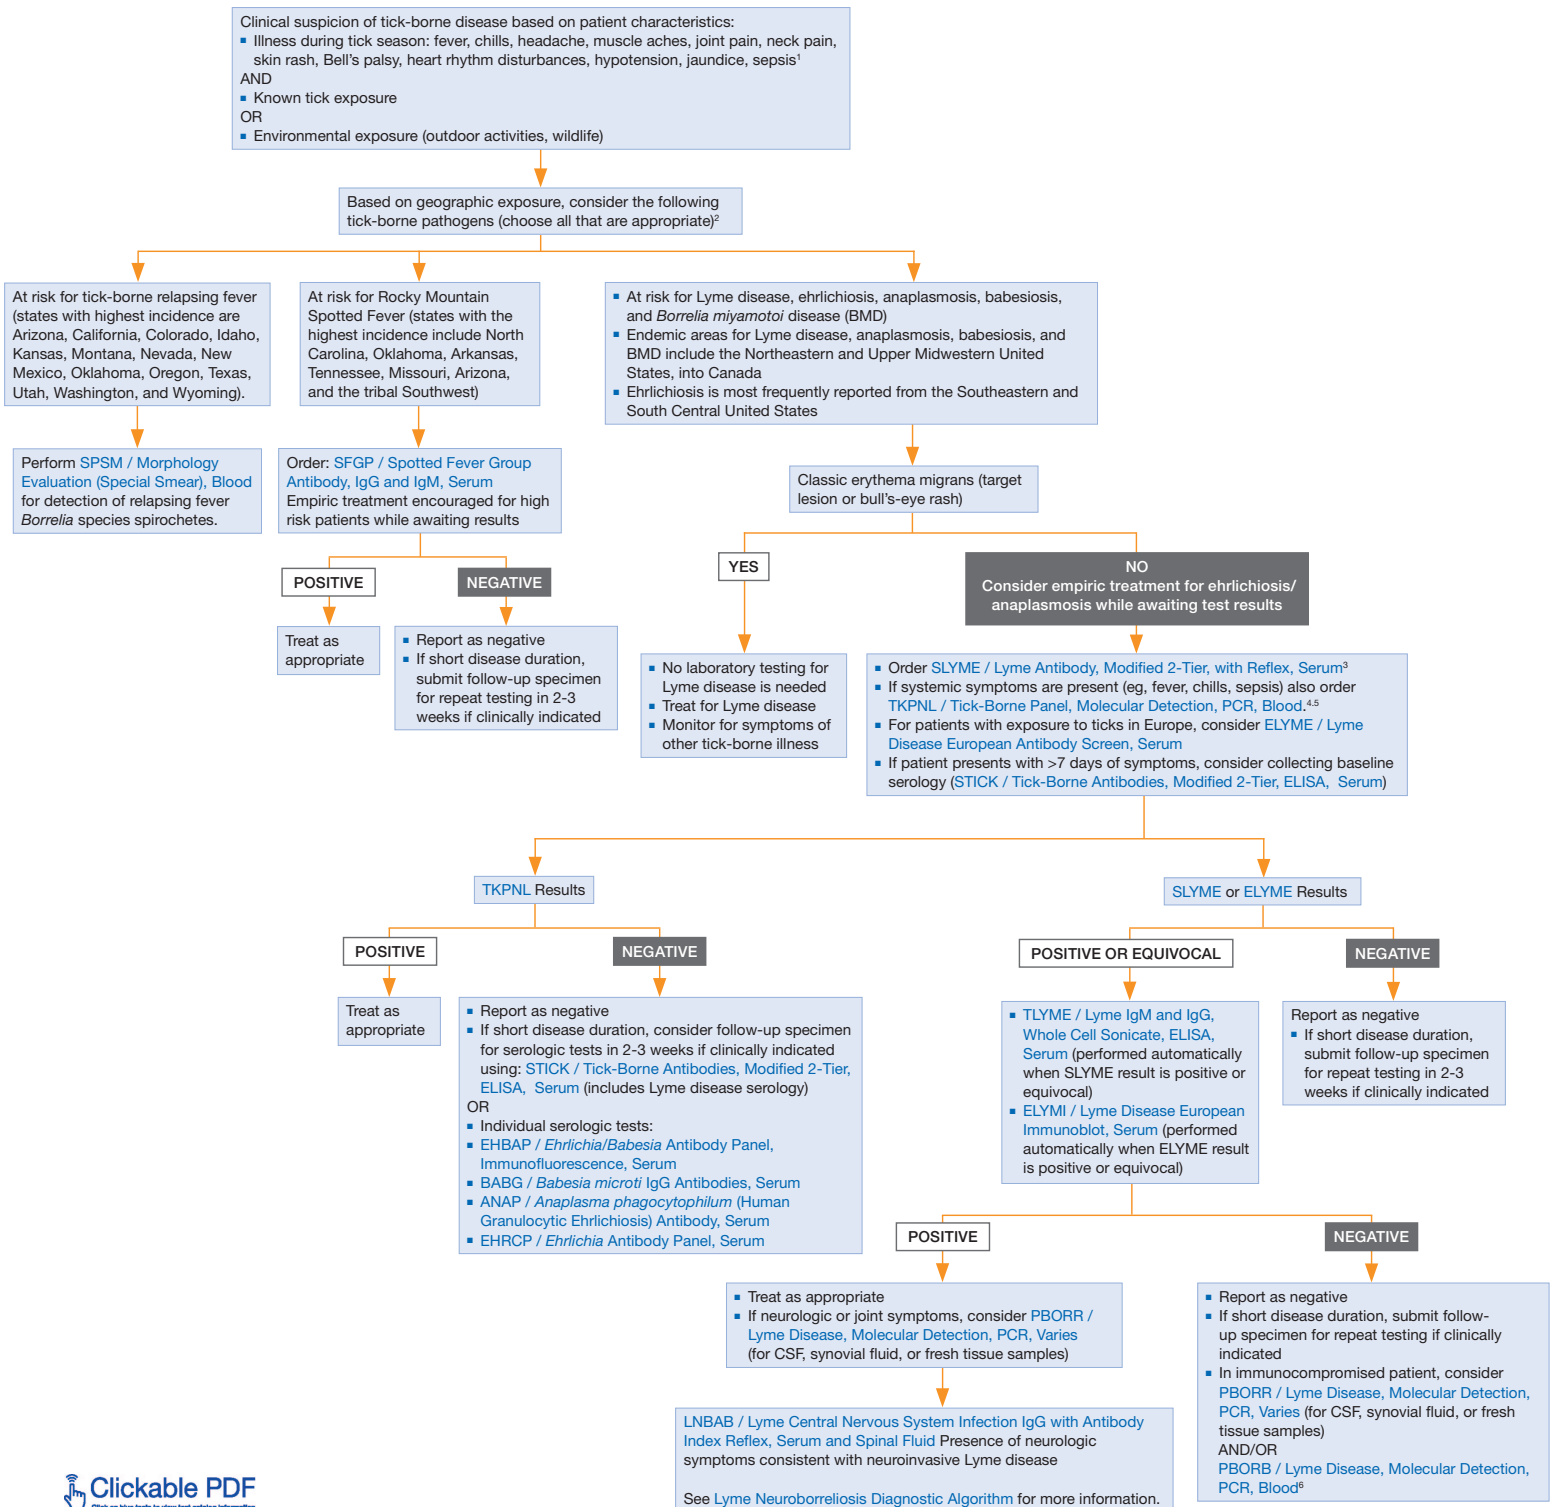 Clinical suspicion of tick-borne disease based on patient characteristics:
▪ Illness during tick season: fever, chills, headache, muscle aches, joint pain, neck pain,
skin rash, Bell's palsy, heart rhythm disturbances, hypotension, jaundice, sepsis¹
AND
▪ Known tick exposure
OR
▪ Environmental exposure (outdoor activities, wildlife)
Based on geographic exposure, consider the following
tick-borne pathogens (choose all that are appropriate)²
At risk for tick-borne relapsing fever
(states with highest incidence are
Arizona, California, Colorado, Idaho,
Kansas, Montana, Nevada, New
Mexico, Oklahoma, Oregon, Texas,
Utah, Washington, and Wyoming).
At risk for Rocky Mountain
Spotted Fever (states with the
highest incidence include North
Carolina, Oklahoma, Arkansas,
Tennessee, Missouri, Arizona,
and the tribal Southwest)
▪ At risk for Lyme disease, ehrlichiosis, anaplasmosis, babesiosis,
and Borrelia miyamotoi disease (BMD)
▪ Endemic areas for Lyme disease, anaplasmosis, babesiosis, and
BMD include the Northeastern and Upper Midwestern United
States, into Canada
▪ Ehrlichiosis is most frequently reported from the Southeastern and
South Central United States
Perform SPSM / Morphology
Evaluation (Special Smear), Blood
for detection of relapsing fever
Borrelia species spirochetes.
Order: SFGP / Spotted Fever Group
Antibody, IgG and IgM, Serum
Empiric treatment encouraged for high
risk patients while awaiting results
Classic erythema migrans (target
lesion or bull's-eye rash)
POSITIVE
NEGATIVE
YES
NO
Consider empiric treatment for ehrlichiosis/
anaplasmosis while awaiting test results
Treat as
appropriate
▪ Report as negative
▪ If short disease duration,
submit follow-up specimen
for repeat testing in 2-3
weeks if clinically indicated
▪ No laboratory testing for
Lyme disease is needed
▪ Treat for Lyme disease
▪ Monitor for symptoms of
other tick-borne illness
▪ Order SLYME / Lyme Antibody, Modified 2-Tier, with Reflex, Serum³
▪ If systemic symptoms are present (eg, fever, chills, sepsis) also order
TKPNL / Tick-Borne Panel, Molecular Detection, PCR, Blood.⁴·⁵
▪ For patients with exposure to ticks in Europe, consider ELYME / Lyme
Disease European Antibody Screen, Serum
▪ If patient presents with >7 days of symptoms, consider collecting baseline
serology (STICK / Tick-Borne Antibodies, Modified 2-Tier, ELISA, Serum)
TKPNL Results
SLYME or ELYME Results
POSITIVE
NEGATIVE
POSITIVE OR EQUIVOCAL
NEGATIVE
Treat as
appropriate
▪ Report as negative
▪ If short disease duration, consider follow-up specimen
for serologic tests in 2-3 weeks if clinically indicated
using: STICK / Tick-Borne Antibodies, Modified 2-Tier,
ELISA, Serum (includes Lyme disease serology)
OR
▪ Individual serologic tests:
▪ EHBAP / Ehrlichia/Babesia Antibody Panel,
Immunofluorescence, Serum
▪ BABG / Babesia microti IgG Antibodies, Serum
▪ ANAP / Anaplasma phagocytophilum (Human
Granulocytic Ehrlichiosis) Antibody, Serum
▪ EHRCP / Ehrlichia Antibody Panel, Serum
▪ TLYME / Lyme IgM and IgG,
Whole Cell Sonicate, ELISA,
Serum (performed automatically
when SLYME result is positive or
equivocal)
▪ ELYMI / Lyme Disease European
Immunoblot, Serum (performed
automatically when ELYME result
is positive or equivocal)
Report as negative
▪ If short disease duration,
submit follow-up specimen
for repeat testing in 2-3
weeks if clinically indicated
POSITIVE
NEGATIVE
▪ Treat as appropriate
▪ If neurologic or joint symptoms, consider PBORR /
Lyme Disease, Molecular Detection, PCR, Varies
(for CSF, synovial fluid, or fresh tissue samples)
▪ Report as negative
▪ If short disease duration, submit follow-
up specimen for repeat testing if clinically
indicated
▪ In immunocompromised patient, consider
PBORR / Lyme Disease, Molecular Detection,
PCR, Varies (for CSF, synovial fluid, or fresh
tissue samples)
AND/OR
PBORB / Lyme Disease, Molecular Detection,
PCR, Blood⁶
LNBAB / Lyme Central Nervous System Infection IgG with Antibody
Index Reflex, Serum and Spinal Fluid Presence of neurologic
symptoms consistent with neuroinvasive Lyme disease
See Lyme Neuroborreliosis Diagnostic Algorithm for more information.
Clickable PDF